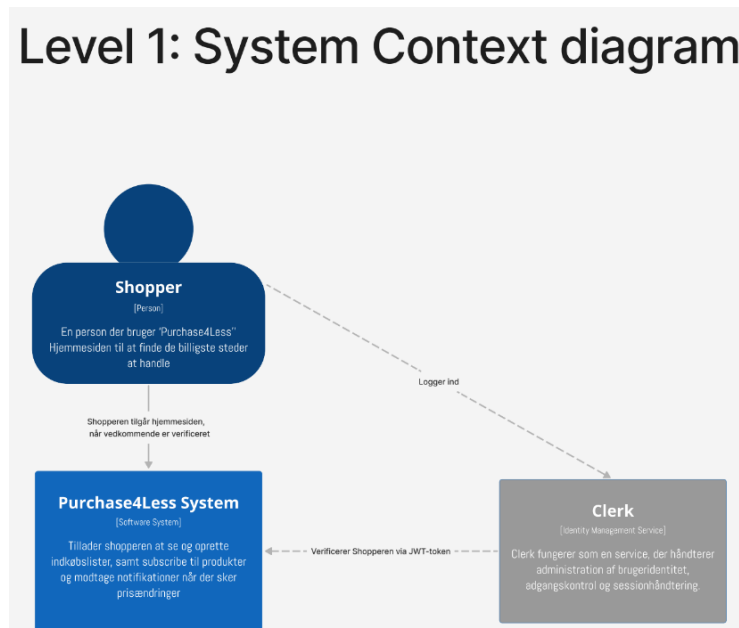 Level 1: System Context diagram
Shopper
[Person]
En person der bruger "Purchase4Less"
Hjemmesiden til at finde de billigste steder
at handle
Logger ind
Shopperen tilgår hjemmesiden,
når vedkommende er verificeret
Purchase4Less System
[Software System]
Tillader shopperen at se og oprette
indkøbslister, samt subscribe til produkter
og modtage notifikationer når der sker
prisændringer
Verificerer Shopperen via JWT-token
Clerk
[Identity Management Service]
Clerk fungerer som en service, der håndterer
administration af brugeridentitet,
adgangskontrol og sessionhåndtering.